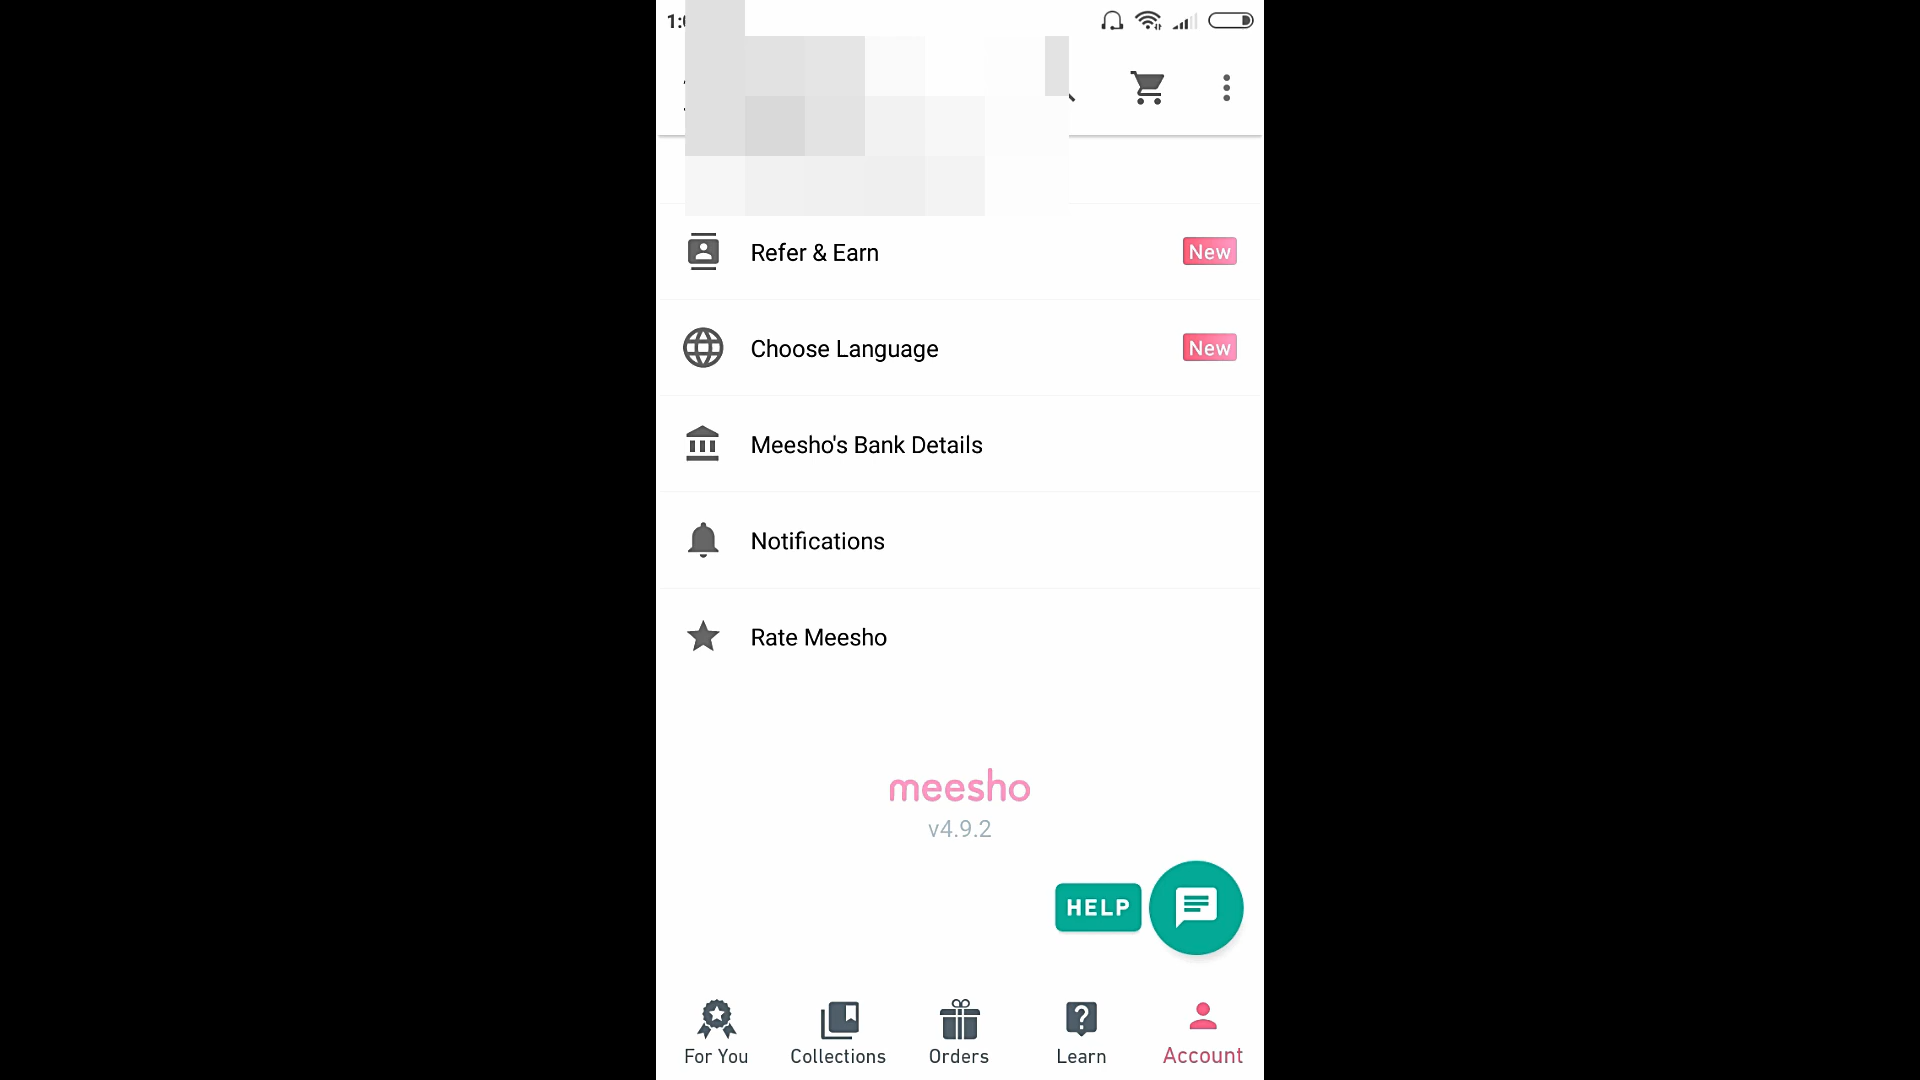 Refer & Earn
New
Choose Language
New
Meesho's Bank Details
Notifications
Rate Meesho
meesho
v4.9.2
HELP
For You
Collections
Orders
Learn
Account